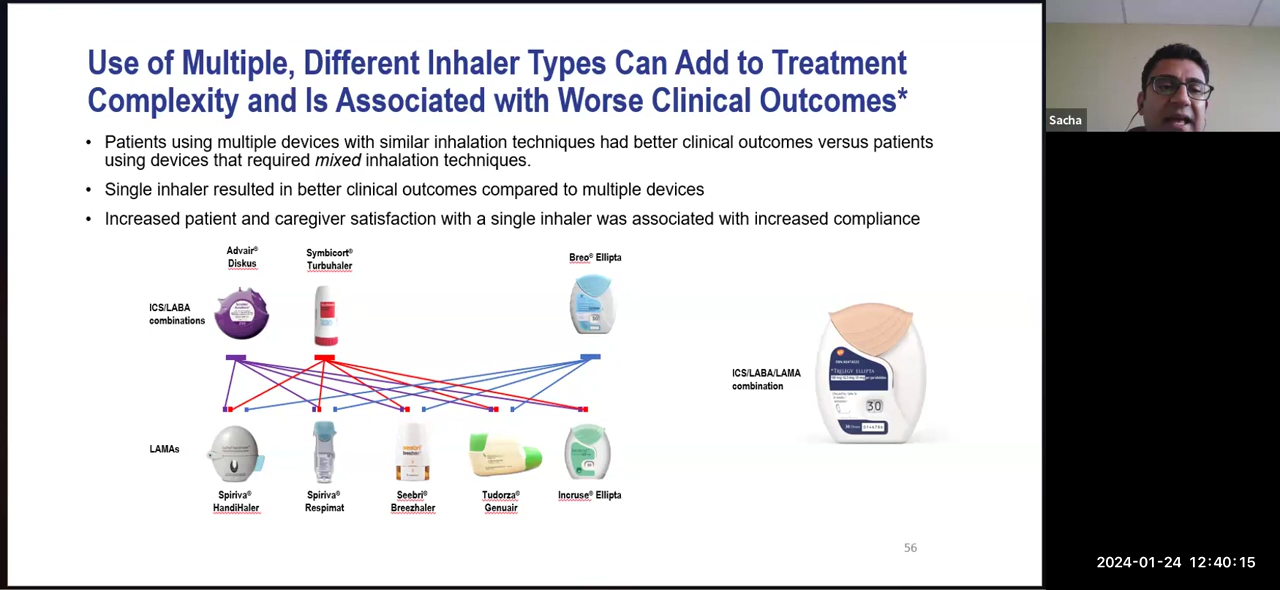 Use of Multiple, Different Inhaler Types Can Add to Treatment
Complexity and Is Associated with Worse Clinical Outcomes*
• Patients using multiple devices with similar inhalation techniques had better clinical outcomes versus patients
using devices that required mixed inhalation techniques.
• Single inhaler resulted in better clinical outcomes compared to multiple devices
• Increased patient and caregiver satisfaction with a single inhaler was associated with increased compliance
Advair®
Diskus
Symbicort®
Turbuhaler
Breo® Ellipta
ICS/LABA
combinations
ICS/LABA/LAMA
combination
TRELEGY ELLIPTA
30
LAMAs
Spiriva®
HandiHaler
Spiriva®
Respimat
Seebri®
Breezhaler
Tudorza®
Genuair
Incruse® Ellipta
56
Sacha
2024-01-24 12:40:15